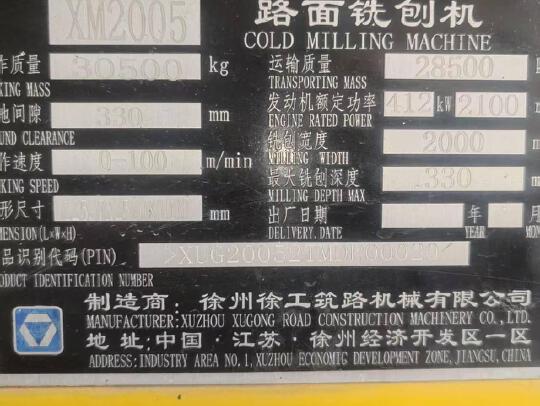 XM2005 路面铣刨机
COLD MILLING MACHINE
作质量 30500 kg 运输质量 28500
KING MASS TRANSPORTING MASS
地间隙 330 mm 发动机额定功率 412 kW 2100
UND CLEARANCE ENGINE RATED POWER
作速度 0-100 m/min 铣刨宽度 2000
KING SPEED MILLING WIDTH
最大铣刨深度 330
形尺寸 mm MILLING DEPTH MAX
MENSION(L×W×H) 出厂日期 年 月
DELIVERY. DATE YEAR MON
品识别代码(PIN)
ODUCT IDENTIFICATION NUMBER
制造商: 徐州徐工筑路机械有限公司
MANUFACTURER: XUZHOU XUGONG ROAD CONSTRUCTION MACHINERY CO., LTD.
地 址: 中国·江苏·徐州经济开发区一区
ADDRESS: INDUSTRY AREA NO. 1, XUZHOU ECONOMTG DEVELOPMENT ZONE, JIANGSU, CHINA